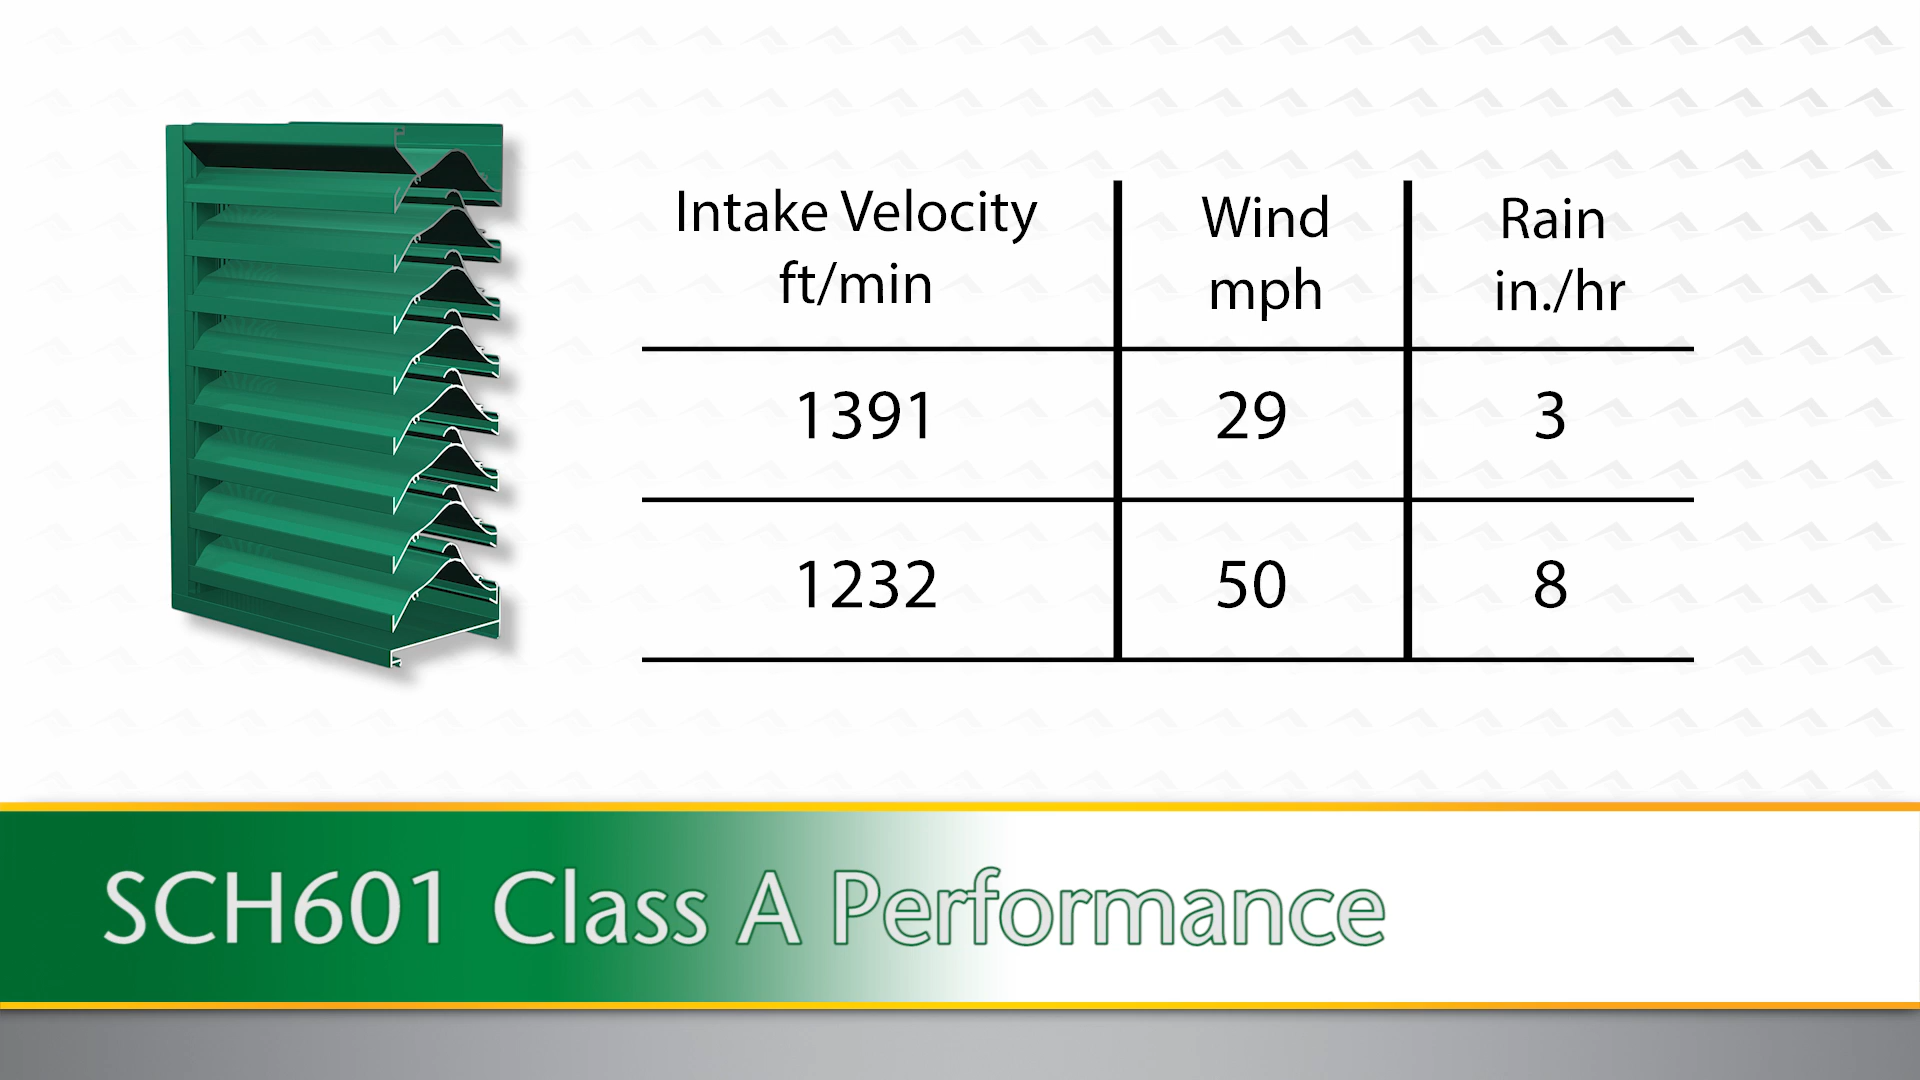 Intake Velocity
ft/min
Wind
mph
Rain
in./hr
1391 29 3
1232 50 8
SCH601 Class A Performance